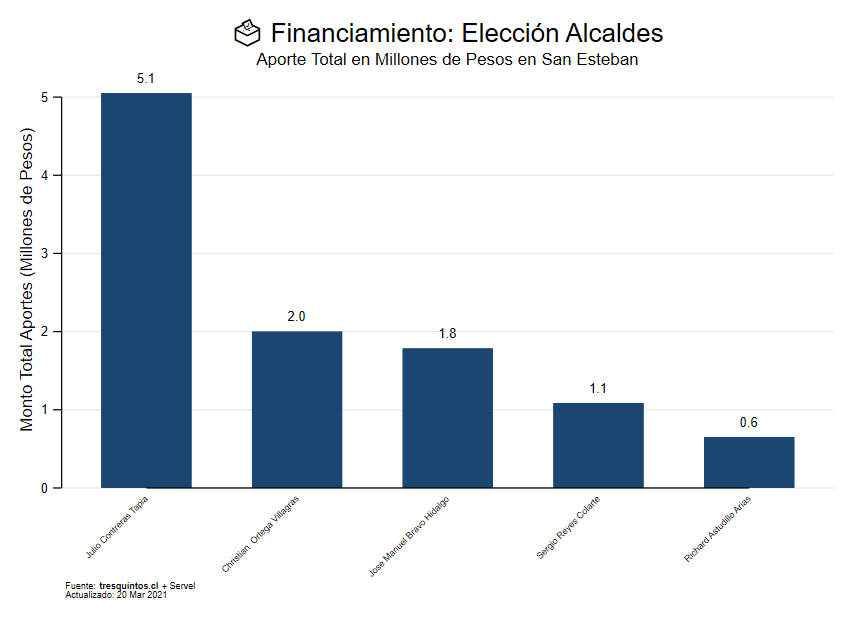 Financiamiento: Elección Alcaldes
Aporte Total en Millones de Pesos en San Esteban
Monto Total Aportes (Millones de Pesos)
5
4
3
2
1
0
5.1
2.0
1.8
1.1
0.6
Julio Contreras Tapia
Christian Ortega Villagras
Jose Manuel Bravo Hidalgo
Sergio Reyes Colarte
Richard Astudillo Arias
Fuente: tresquintos.cl + Servel
Actualizado: 20 Mar 2021